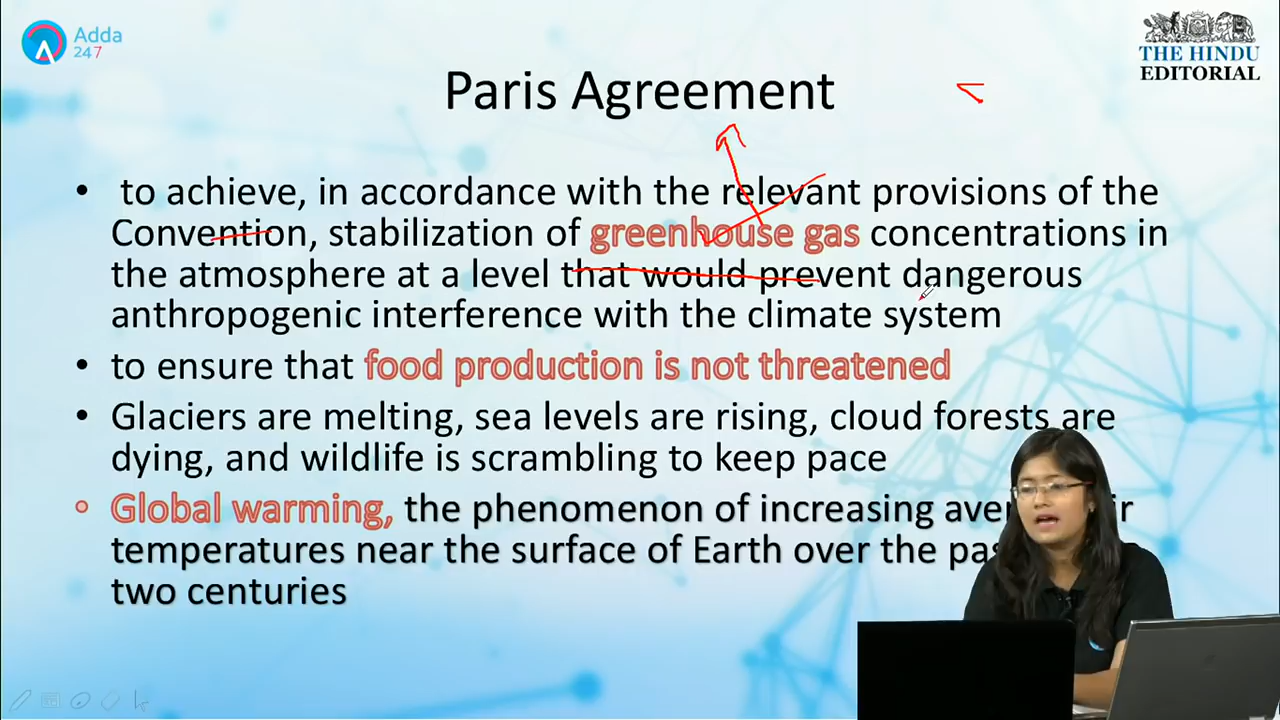 Adda
247
THE HINDU
EDITORIAL
Paris Agreement
• to achieve, in accordance with the relevant provisions of the
Convention, stabilization of greenhouse gas concentrations in
the atmosphere at a level that would prevent dangerous
anthropogenic interference with the climate system
• to ensure that food production is not threatened
• Glaciers are melting, sea levels are rising, cloud forests are
dying, and wildlife is scrambling to keep pace
• Global warming, the phenomenon of increasing
temperatures near the surface of Earth over the
two centuries